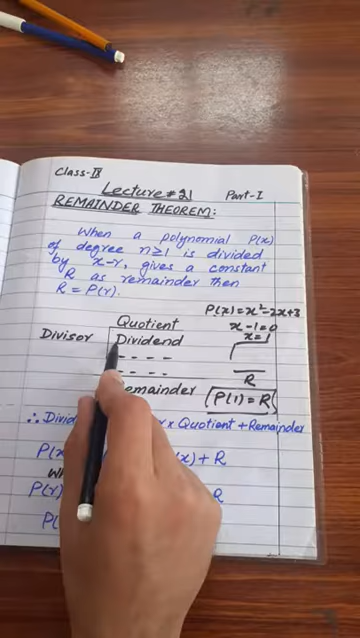 Class-IX
Lecture #21 Part-I
REMAINDER THEOREM:
When a polynomial P(x)
of degree n≥1 is divided
by x-r, gives a constant
R as remainder then
R = P(r).
P(x) = x²-2x+3
x-1=0
x=1
Quotient
Divisor Dividend
Remainder
R
P(1) = R
∴ Divid x Quotient + Remainder
P(x (x) + R
P(r)